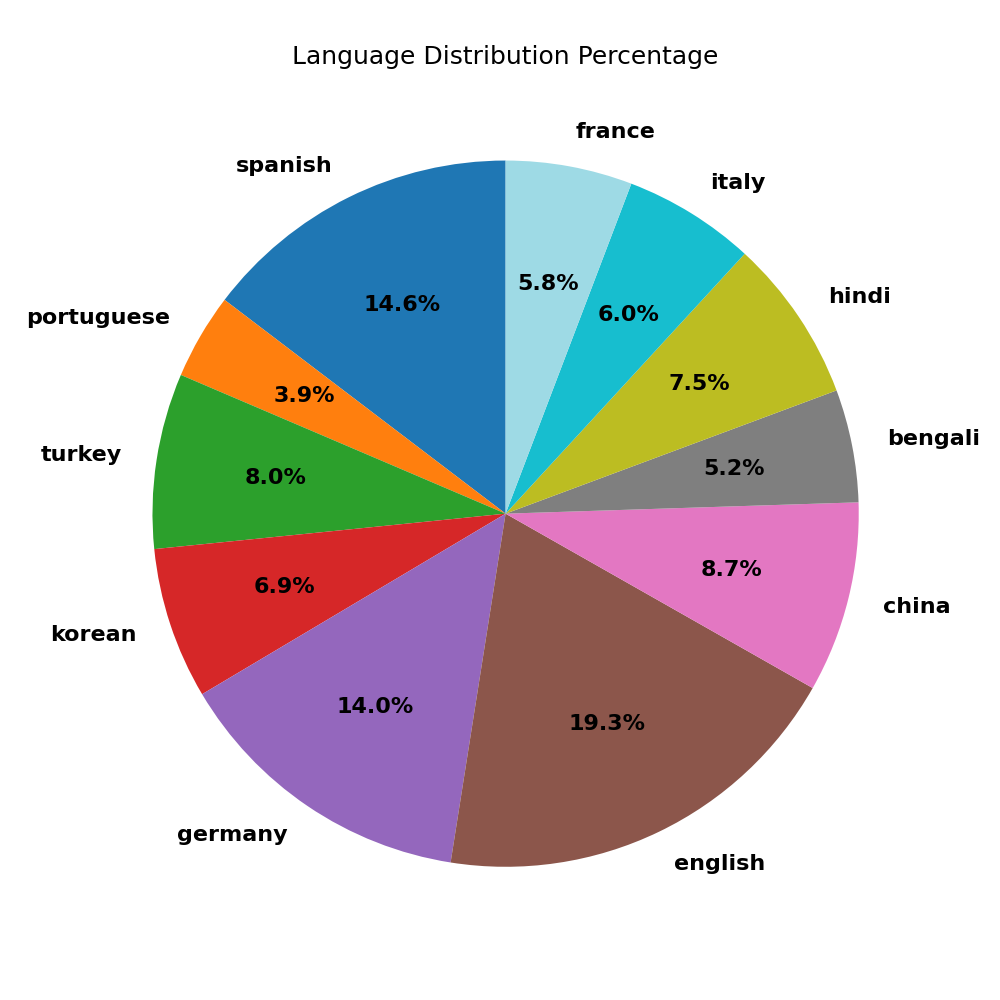 Language Distribution Percentage
france
spanish
italy
5.8%
hindi
14.6%
6.0%
portuguese
7.5%
3.9%
bengali
turkey
5.2%
8.0%
8.7%
6.9%
china
korean
14.0%
19.3%
germany
english